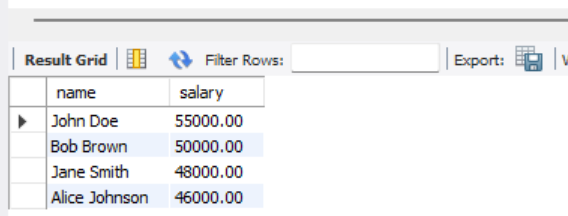 Result Grid Filter Rows: Export:
name salary
John Doe 55000.00
Bob Brown 50000.00
Jane Smith 48000.00
Alice Johnson 46000.00